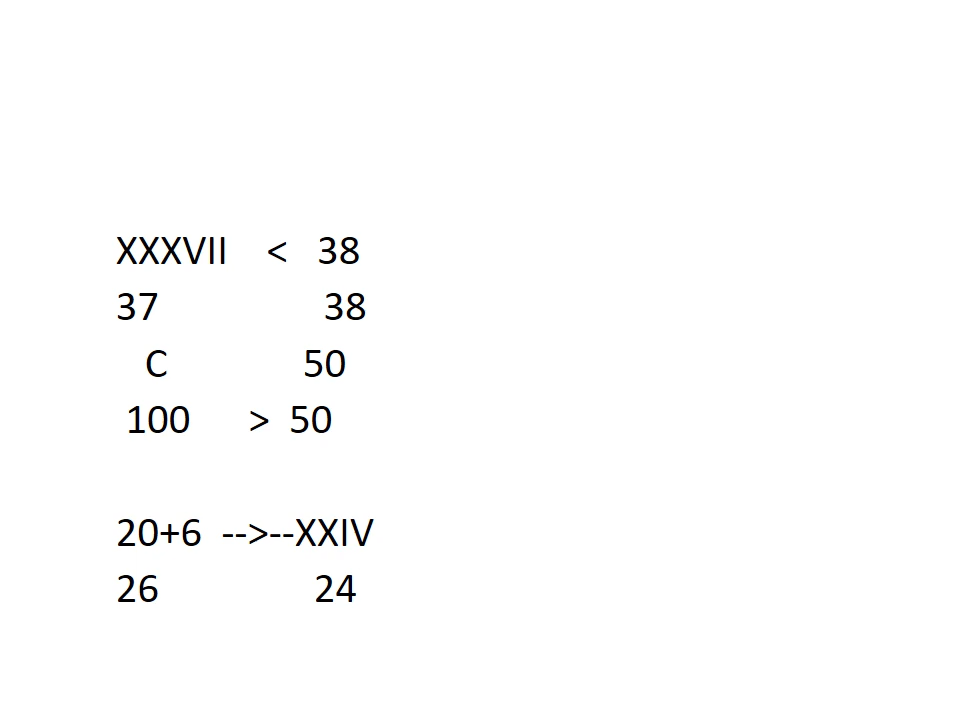 XXXVII < 38
37 38
C 50
100 > 50
20+6 -->--XXIV
26 24